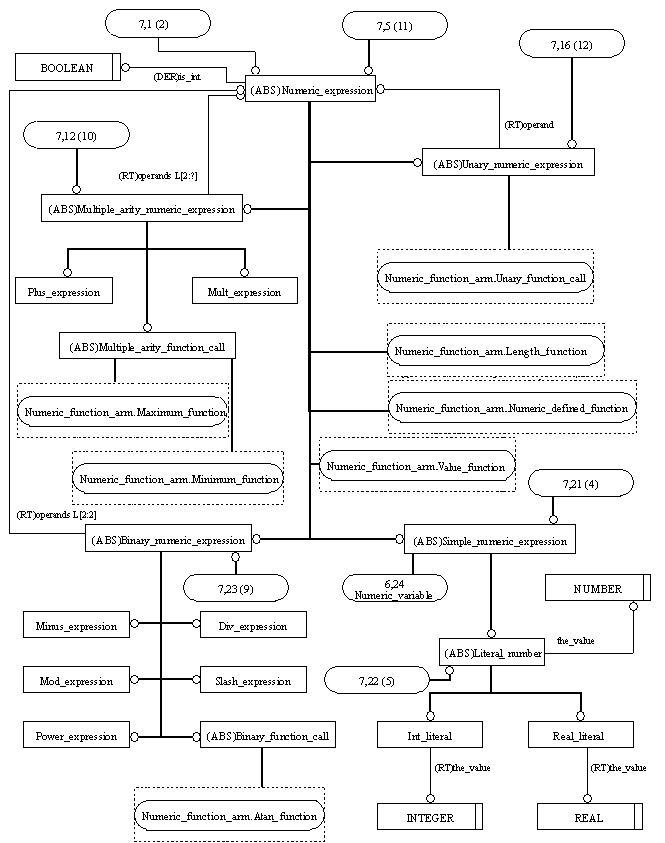 7,1 (2)
7,5 (11)
7,16 (12)
BOOLEAN
(DER)is_int
(ABS)Numeric_expression
7,12 (10)
(RT)operand
(RT)operands L[2:?]
(ABS)Unary_numeric_expression
(ABS)Multiple_arity_numeric_expression
Numeric_function_arm.Unary_function_call
Plus_expression
Mult_expression
(ABS)Multiple_arity_function_call
Numeric_function_arm.Length_function
Numeric_function_arm.Maximum_function
Numeric_function_arm.Numeric_defined_function
Numeric_function_arm.Value_function
Numeric_function_arm.Minimum_function
7,21 (4)
(RT)operands L[2:2]
(ABS)Binary_numeric_expression
(ABS)Simple_numeric_expression
7,23 (9)
6,24
Numeric_variable
NUMBER
Minus_expression
Div_expression
the_value
(ABS)Literal_number
Mod_expression
Slash_expression
7,22 (5)
Power_expression
(ABS)Binary_function_call
Int_literal
Real_literal
(RT)the_value
(RT)the_value
Numeric_function_arm.Atan_function
INTEGER
REAL